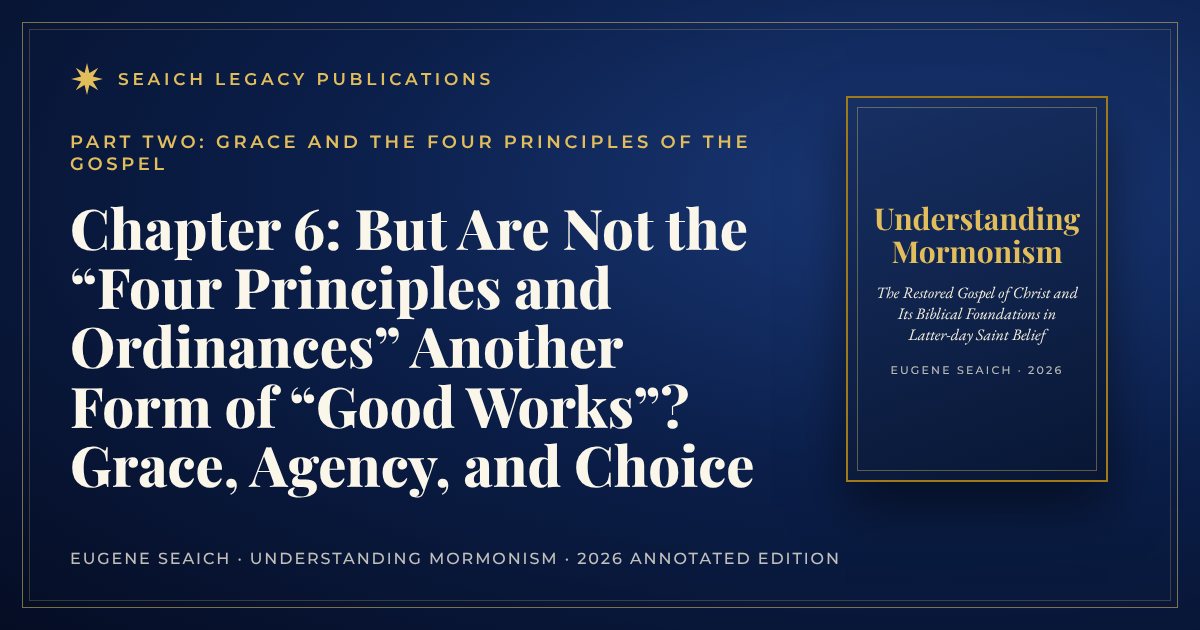 SEAICH LEGACY PUBLICATIONS
PART TWO: GRACE AND THE FOUR PRINCIPLES OF THE
GOSPEL
Chapter 6: But Are Not the
“Four Principles and
Ordinances” Another
Form of “Good Works”?
Grace, Agency, and Choice
EUGENE SEAICH · UNDERSTANDING MORMONISM · 2026 ANNOTATED EDITION
Understanding
Mormonism
The Restored Gospel of Christ and
Its Biblical Foundations in
Latter-day Saint Belief
EUGENE SEAICH · 2026